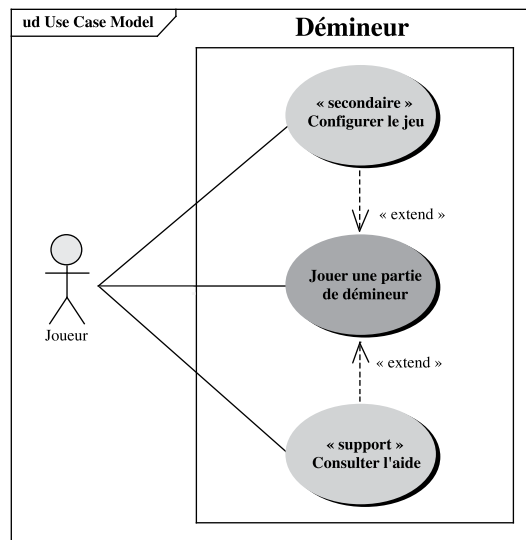 ud Use Case Model
Démineur
« secondaire »
Configurer le jeu
« extend »
Jouer une partie
de démineur
Joueur
« extend »
« support »
Consulter l'aide